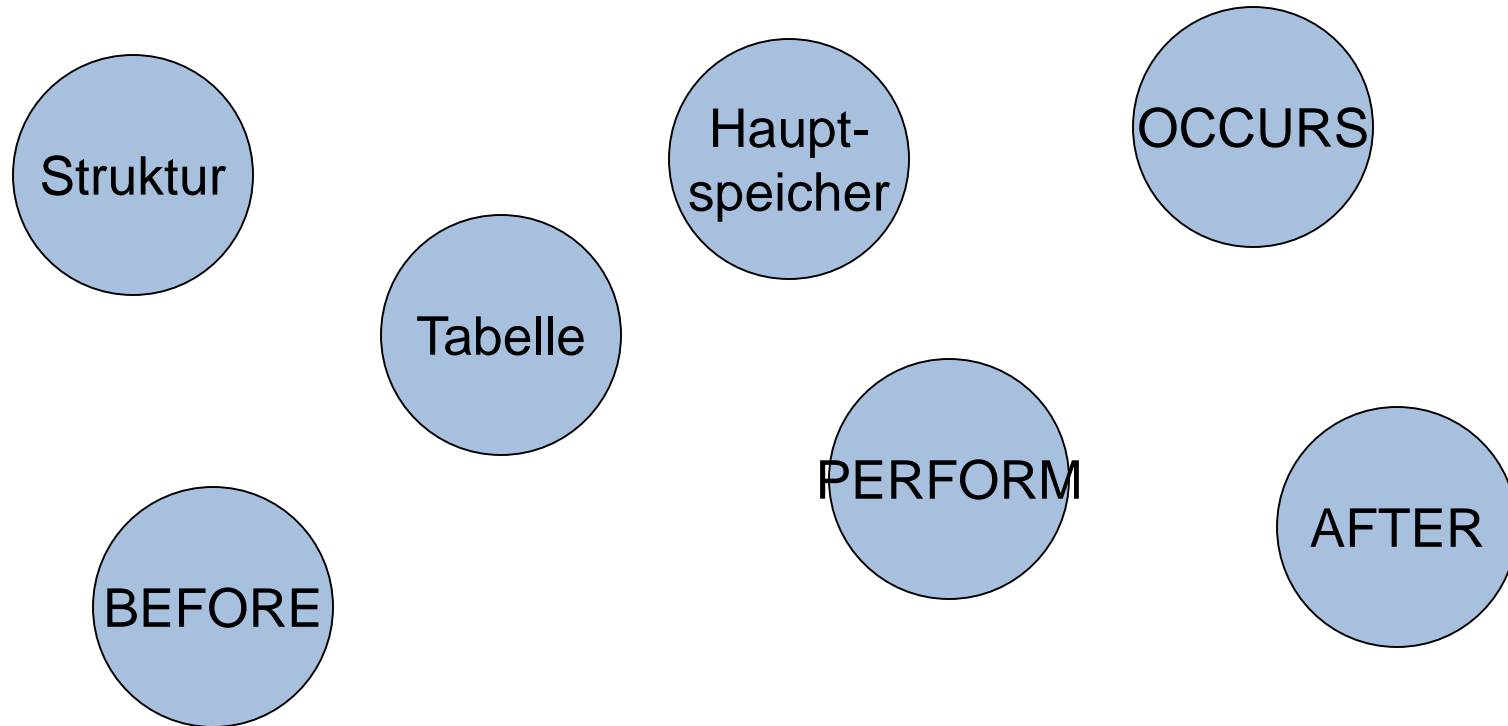 Struktur
Haupt-
speicher
OCCURS
Tabelle
PERFORM
AFTER
BEFORE